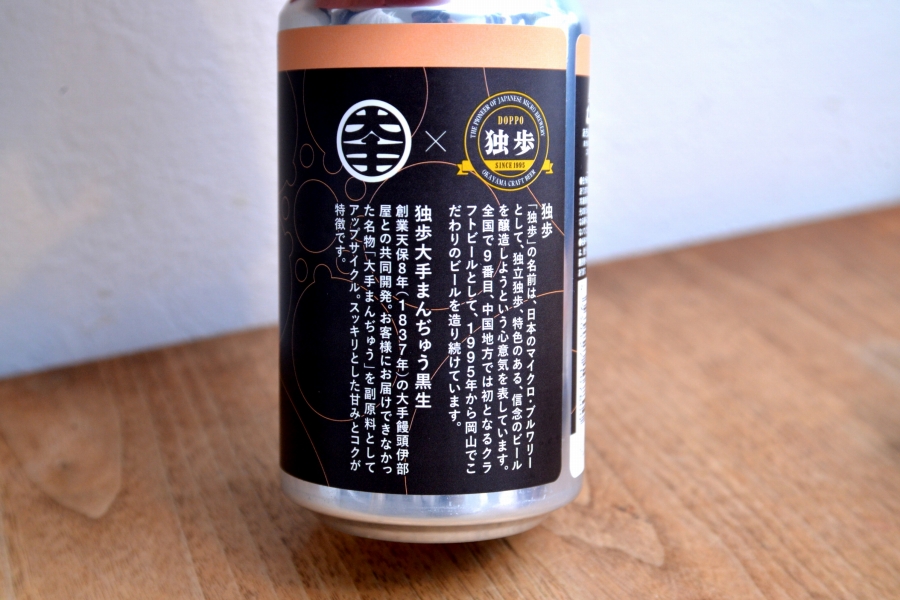 大手
×
THE PIONEER OF JAPANESE MICRO BREWERY
DOPPO
独歩
SINCE 1995
OKAYAMA CRAFT BEER
独歩
「独歩」の名前は、日本のマイクロ・ブルワリー
として、独立独歩、特色のある、信念のビール
を醸造しようという心意気を表しています。
全国で9番目、中国地方では初となるクラ
フトビールとして、1995年から岡山でこ
だわりのビールを造り続けています。
独歩大手まんぢゅう黒生
創業天保8年(1837年)の大手饅頭伊部
屋との共同開発。お客様にお届けできなかっ
た名物「大手まんぢゅう」を副原料として
アップサイクル。スッキリとした甘みとコクが
特徴です。